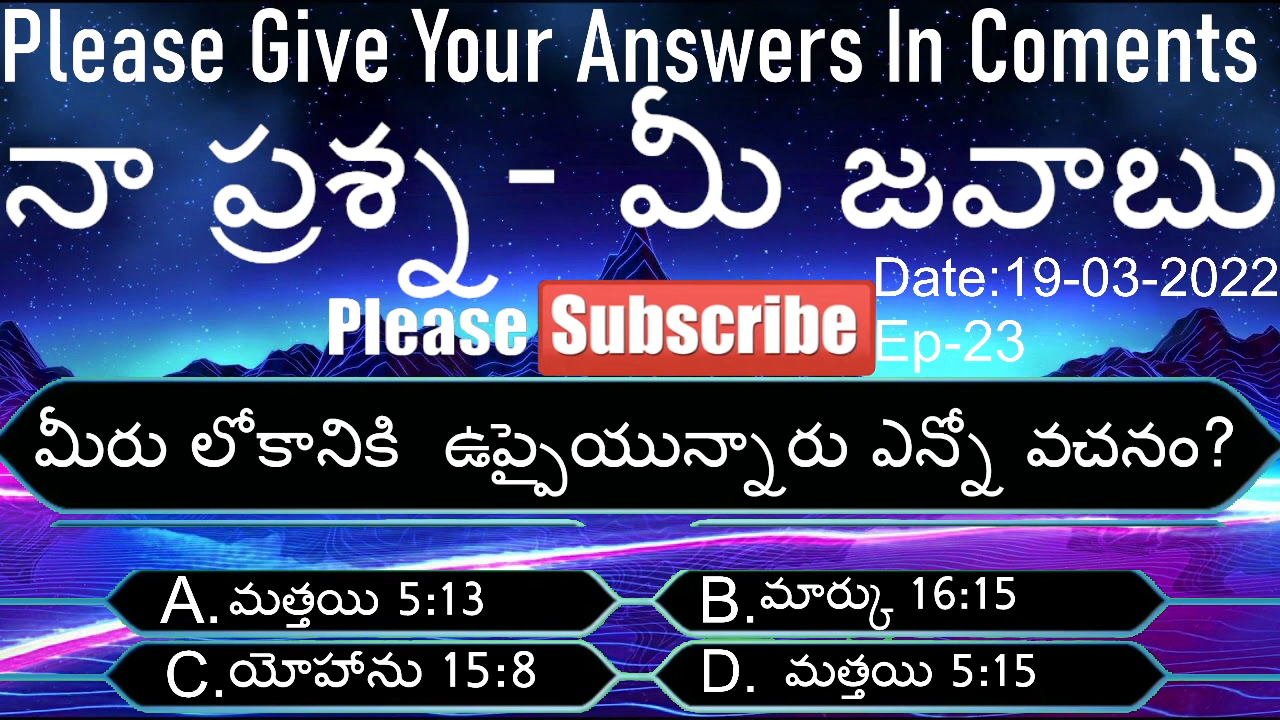 Please Give Your Answers In Coments
నా ప్రశ్న - మీ జవాబు
Date:19-03-2022
Please Subscribe
Ep-23
మీరు లోకానికి ఉప్పైయున్నారు ఎన్నో వచనం?
A. మత్తయి 5:13
B. మార్కు 16:15
C. యోహాను 15:8
D. మత్తయి 5:15